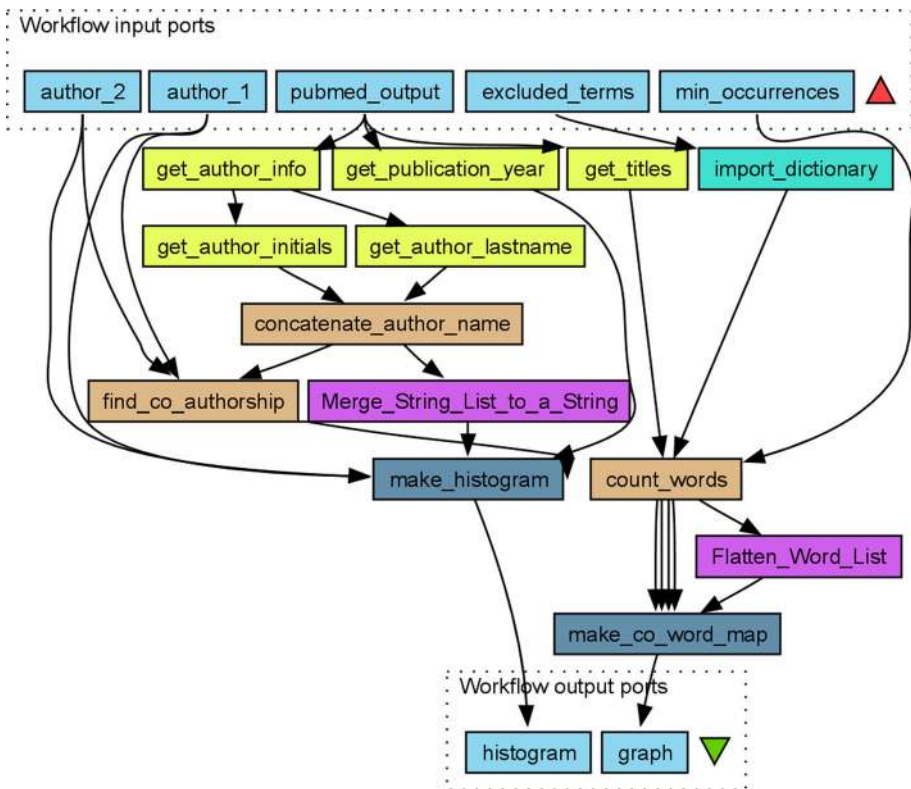 Workflow input ports
author_2
author_1
pubmed_output
excluded_terms
min_occurrences
get_author_info
get_publication_year
get_titles
import_dictionary
get_author_initials
get_author_lastname
concatenate_author_name
find_co_authorship
Merge_String_List_to_a_String
make_histogram
count_words
Flatten_Word_List
make_co_word_map
Workflow output ports
histogram
graph